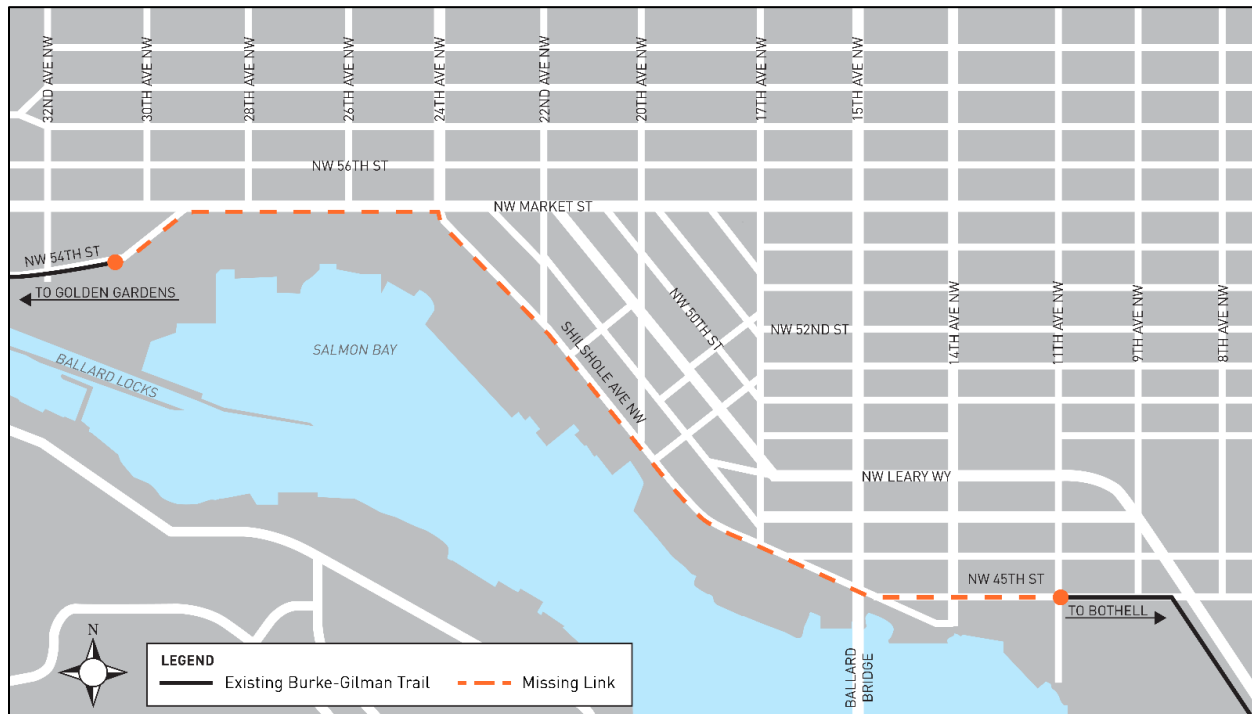 32ND AVE NW
30TH AVE NW
28TH AVE NW
26TH AVE NW
24TH AVE NW
22ND AVE NW
20TH AVE NW
17TH AVE NW
15TH AVE NW
NW 56TH ST
NW MARKET ST
NW 54TH ST
TO GOLDEN GARDENS
SALMON BAY
BALLARD LOCKS
SHILSHOLE AVE NW
NW 50TH ST
NW 52ND ST
14TH AVE NW
11TH AVE NW
9TH AVE NW
8TH AVE NW
NW LEARY WY
NW 45TH ST
TO BOTHELL
BALLARD
BRIDGE
N
LEGEND
Existing Burke-Gilman Trail
Missing Link